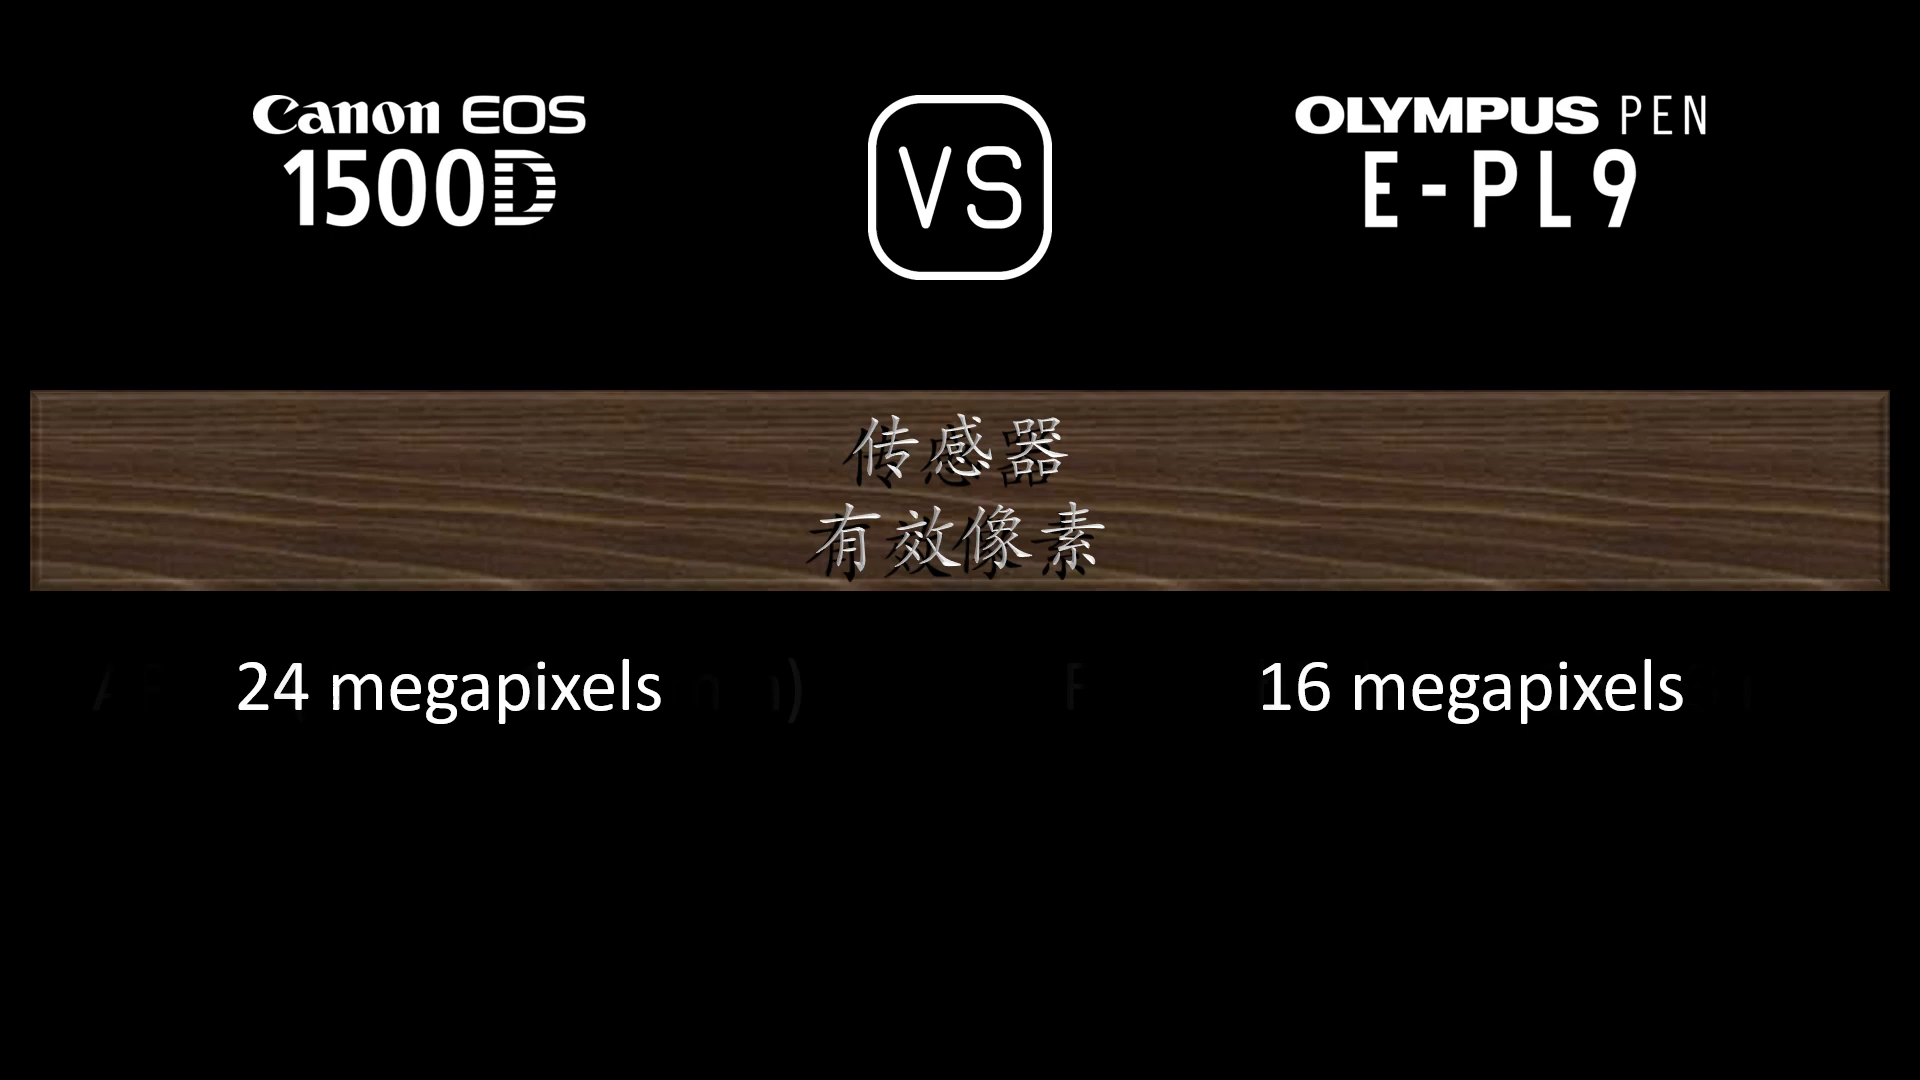 Canon EOS
1500D
VS
OLYMPUS PEN
E-PL9
传感器
有效像素
24 megapixels
16 megapixels